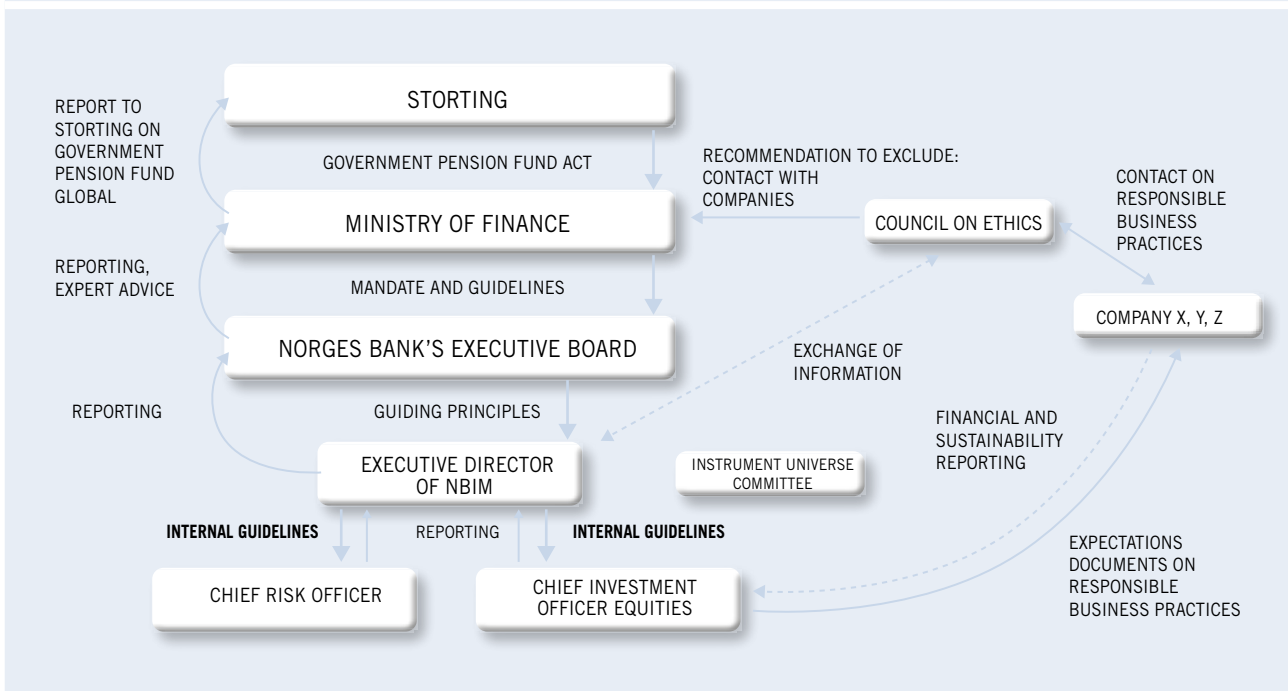 STORTING
REPORT TO
STORTING ON
GOVERNMENT
PENSION FUND
GLOBAL
GOVERNMENT PENSION FUND ACT
RECOMMENDATION TO EXCLUDE:
CONTACT WITH
COMPANIES
CONTACT ON
RESPONSIBLE
BUSINESS
PRACTICES
MINISTRY OF FINANCE
COUNCIL ON ETHICS
REPORTING,
EXPERT ADVICE
MANDATE AND GUIDELINES
COMPANY X, Y, Z
NORGES BANK'S EXECUTIVE BOARD
EXCHANGE OF
INFORMATION
REPORTING
GUIDING PRINCIPLES
FINANCIAL AND
SUSTAINABILITY
REPORTING
EXECUTIVE DIRECTOR
OF NBIM
INSTRUMENT UNIVERSE
COMMITTEE
INTERNAL GUIDELINES
REPORTING
INTERNAL GUIDELINES
EXPECTATIONS
DOCUMENTS ON
RESPONSIBLE
BUSINESS PRACTICES
CHIEF RISK OFFICER
CHIEF INVESTMENT
OFFICER EQUITIES